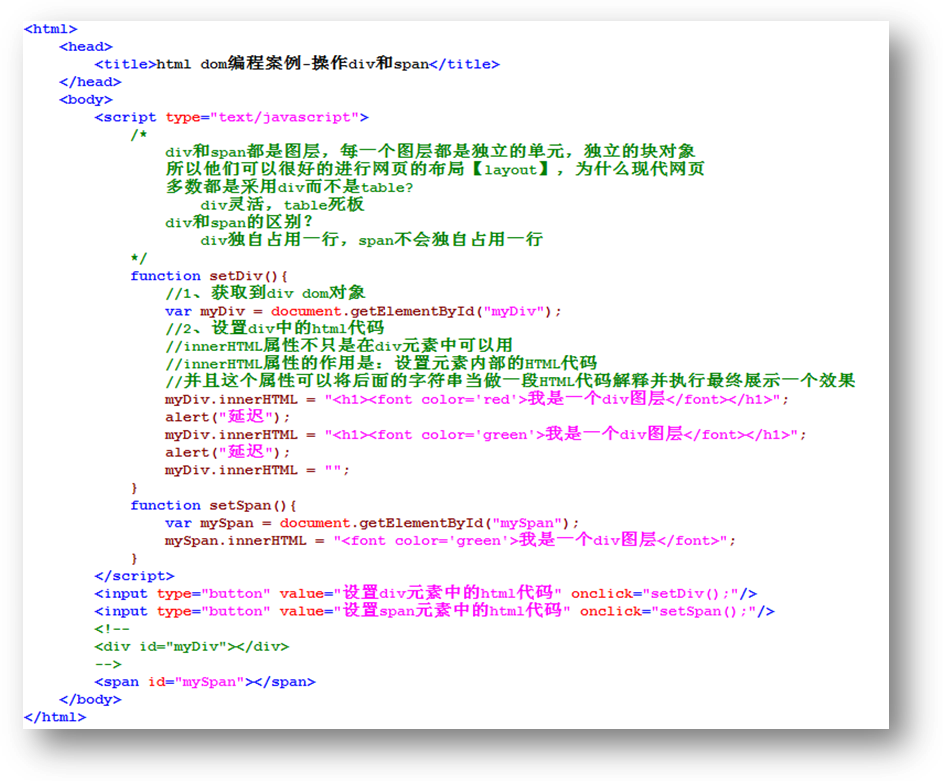 <html>
<head>
<title>html dom编程案例-操作div和span</title>
</head>
<body>
<script type="text/javascript">
/*
div和span都是图层，每一个图层都是独立的单元，独立的块对象
所以他们可以很好的进行网页的布局【layout】，为什么现代网页
多数都是采用div而不是table?
div灵活，table死板
div和span的区别？
div独自占用一行，span不会独自占用一行
*/
function setDiv(){
//1、获取到div dom对象
var myDiv = document.getElementById("myDiv");
//2、设置div中的html代码
//innerHTML属性不只是在div元素中可以用
//innerHTML属性的作用是：设置元素内部的HTML代码
//并且这个属性可以将后面的字符串当做一段HTML代码解释并执行最终展示一个效果
myDiv.innerHTML = "<h1><font color='red'>我是一个div图层</font></h1>";
alert("延迟");
myDiv.innerHTML = "<h1><font color='green'>我是一个div图层</font></h1>";
alert("延迟");
myDiv.innerHTML = "";
}
function setSpan(){
var mySpan = document.getElementById("mySpan");
mySpan.innerHTML = "<font color='green'>我是一个div图层</font>";
}
</script>
<input type="button" value="设置div元素中的html代码" onclick="setDiv();"/>
<input type="button" value="设置span元素中的html代码" onclick="setSpan();"/>
<!--
<div id="myDiv"></div>
-->
<span id="mySpan"></span>
</body>
</html>